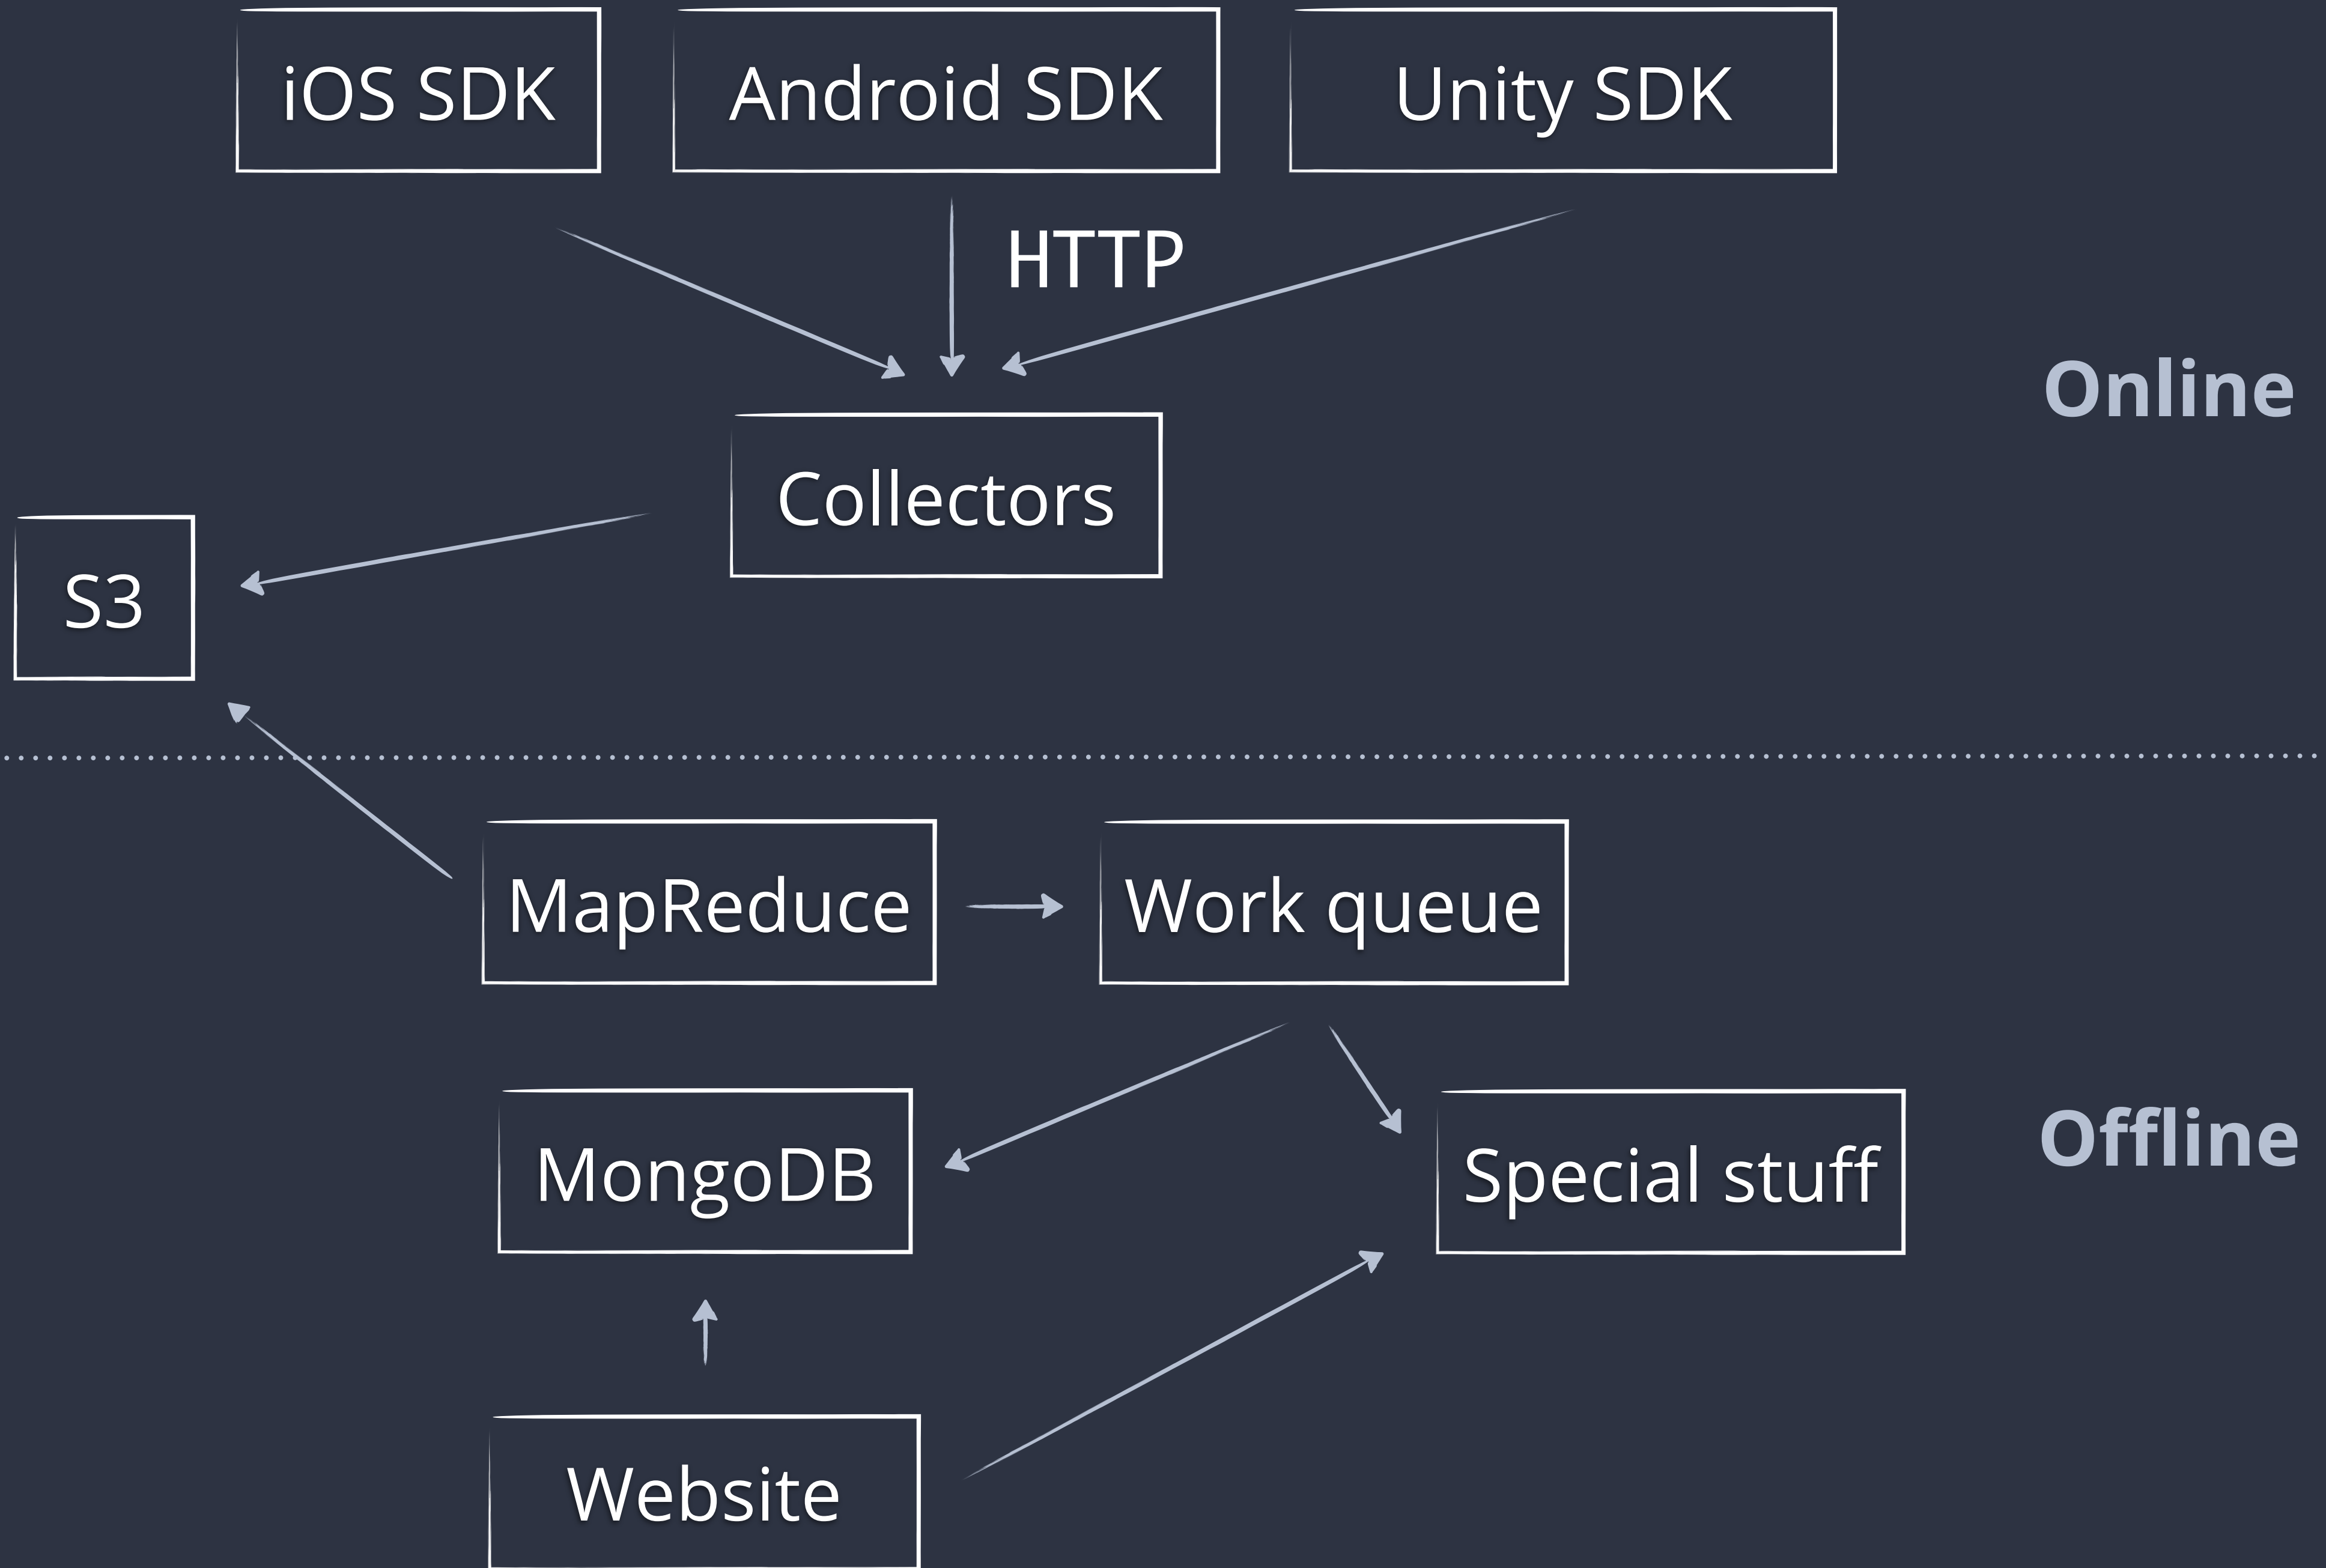 iOS SDK
Android SDK
Unity SDK
HTTP
Online
Collectors
S3
MapReduce
Work queue
MongoDB
Special stuff
Offline
Website